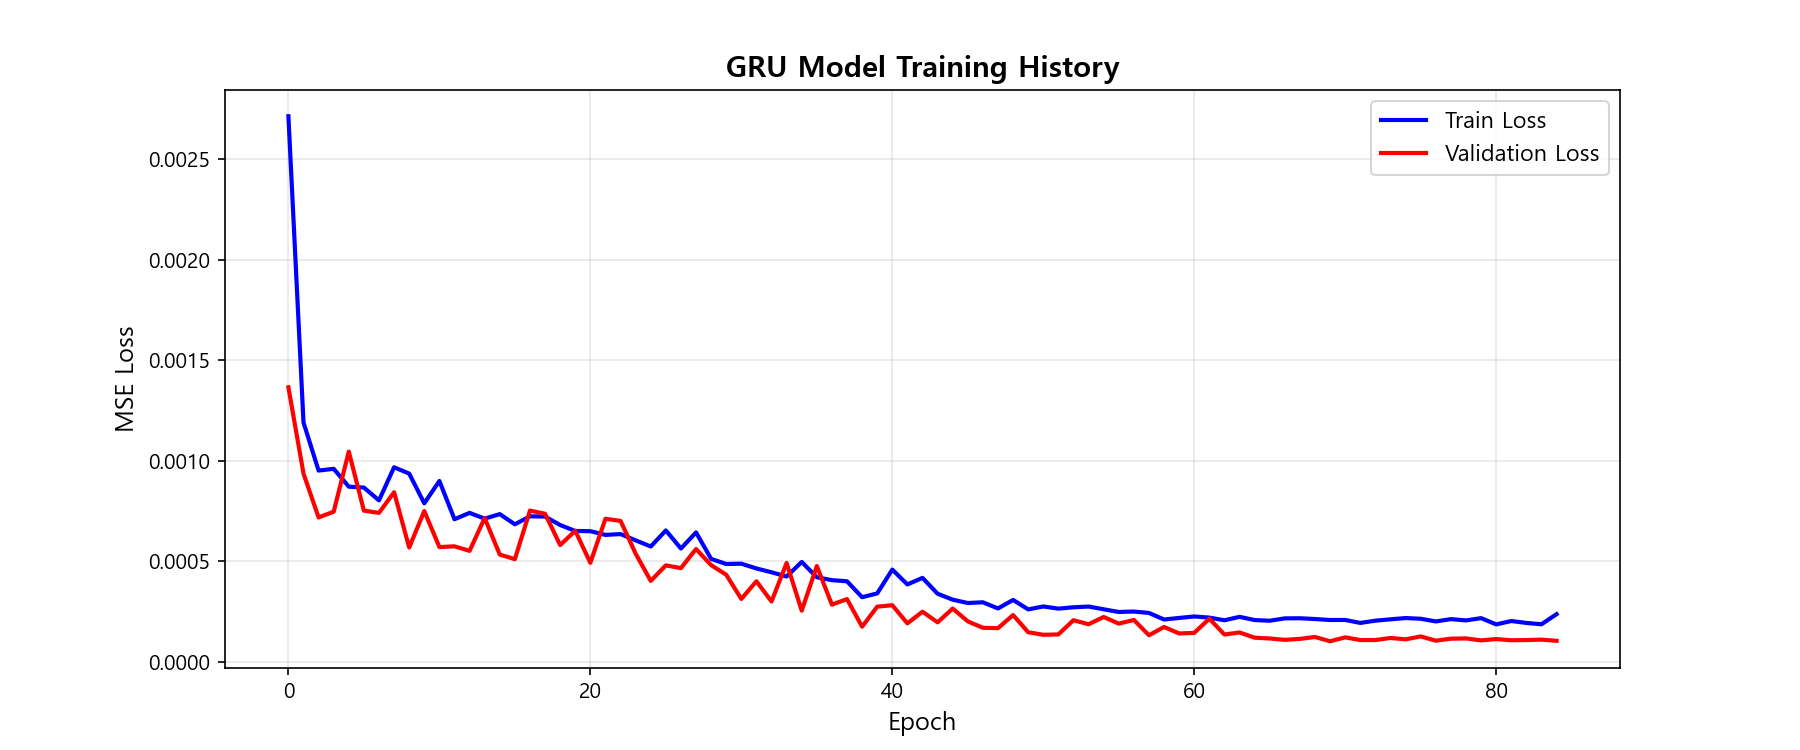 GRU Model Training History
Train Loss
Validation Loss
MSE Loss
0.0025
0.0020
0.0015
0.0010
0.0005
0.0000
0 20 40 60 80
Epoch